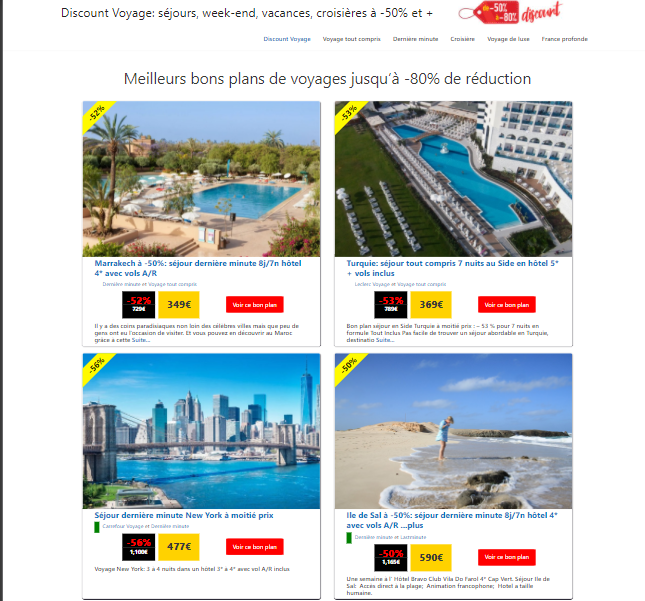 Discount Voyage: séjours, week-end, vacances, croisières à -50% et +
de -50%
à -80% discount
Discount Voyage Voyage tout compris Dernière minute Croisière Voyage de luxe France profonde
Meilleurs bons plans de voyages jusqu'à -80% de réduction
-52%
Marrakech à -50%: séjour dernière minute 8j/7n hôtel
4* avec vols A/R
Dernière minute et Voyage tout compris
-52%
729€
349€
Voir ce bon plan
Il y a des coins paradisiaques non loin des célèbres villes mais que peu de
gens ont eu l'occasion de visiter. Et vous pouvez en découvrir au Maroc
grâce à cette Suite...
-53%
Turquie: séjour tout compris 7 nuits au Side en hôtel 5*
+ vols inclus
Leclerc Voyage et Voyage tout compris
-53%
789€
369€
Voir ce bon plan
Bon plan séjour en Side Turquie a moitié prix : – 53 % pour 7 nuits en
formule Tout Inclus Pas facile de trouver un séjour abordable en Turquie,
destinatio Suite...
-56%
Séjour dernière minute New York à moitié prix
Carrefour Voyage et Dernière minute
-56%
1,100€
477€
Voir ce bon plan
Voyage New York: 3 a 4 nuits dans un hôtel 3* a 4* avec vol A/R inclus
-50%
Ile de Sal à -50%: séjour dernière minute 8j/7n hôtel 4*
avec vols A/R ...plus
Dernière minute et Lastminute
-50%
1,165€
590€
Voir ce bon plan
Une semaine a l' Hôtel Bravo Club Vila Do Farol 4* Cap Vert. Séjour Ile de
Sal: Acces direct a la plage; Animation francophone; Hotel a taille
humaine.